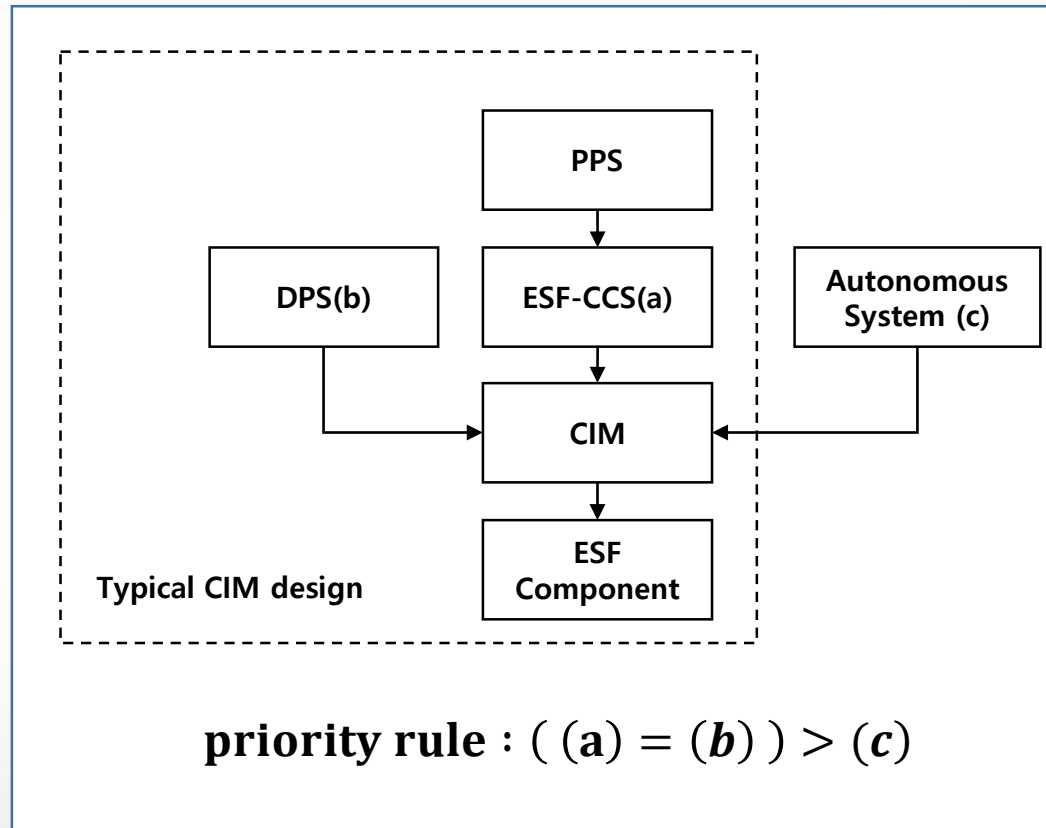 PPS
DPS(b)
ESF-CCS(a)
Autonomous
System (c)
CIM
ESF
Component
Typical CIM design
priority rule : ( (a) = (b) ) > (c)